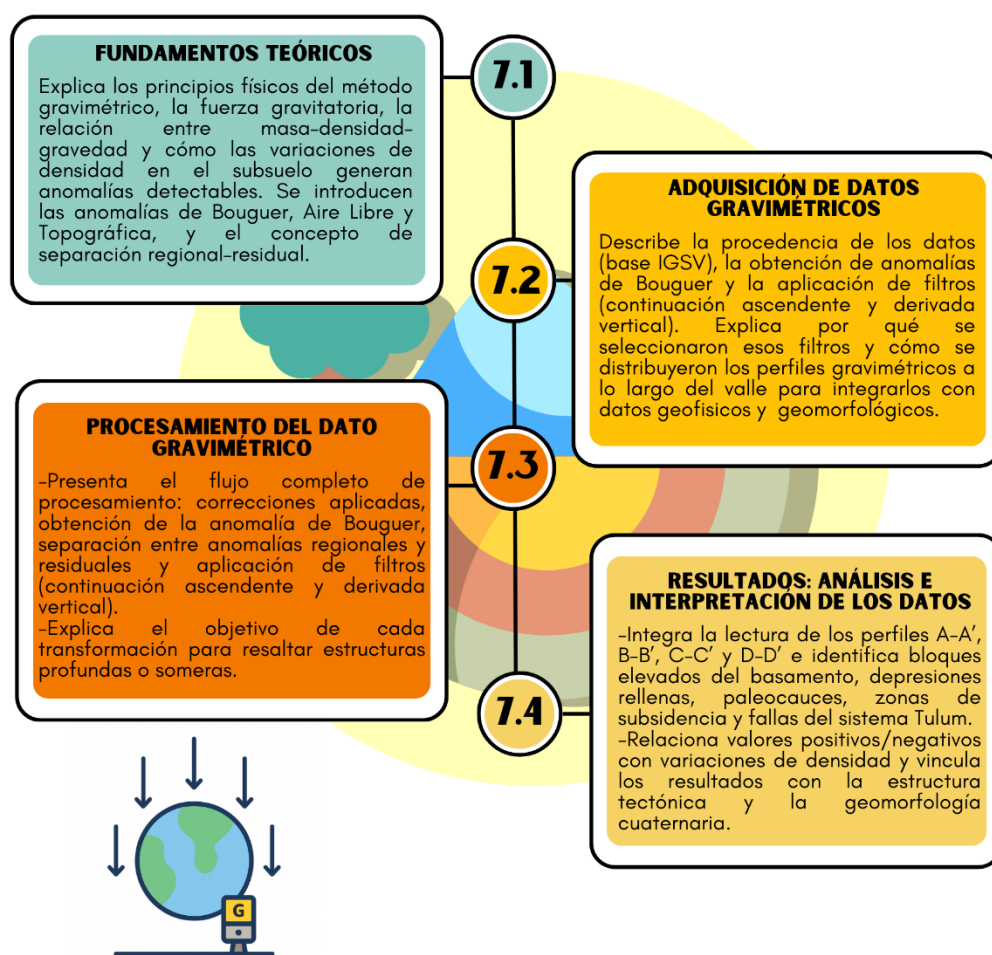 FUNDAMENTOS TEÓRICOS
Explica los principios físicos del método
gravimétrico, la fuerza gravitatoria, la
relación entre masa-densidad-
gravedad y cómo las variaciones de
densidad en el subsuelo generan
anomalías detectables. Se introducen
las anomalías de Bouguer, Aire Libre y
Topográfica, y el concepto de
separación regional-residual.
7.1
ADQUISICIÓN DE DATOS
GRAVIMÉTRICOS
Describe la procedencia de los datos
(base IGSV), la obtención de anomalías
de Bouguer y la aplicación de filtros
(continuación ascendente y derivada
vertical). Explica por qué se
seleccionaron esos filtros y cómo se
distribuyeron los perfiles gravimétricos a
lo largo del valle para integrarlos con
datos geofisicos y geomorfológicos.
7.2
PROCESAMIENTO DEL DATO
GRAVIMÉTRICO
-Presenta el flujo completo de
procesamiento: correcciones aplicadas,
obtención de la anomalía de Bouguer,
separación entre anomalías regionales y
residuales y aplicación de filtros
(continuación ascendente y derivada
vertical).
-Explica el objetivo de cada
transformación para resaltar estructuras
profundas o someras.
7.3
RESULTADOS: ANÁLISIS E
INTERPRETACIÓN DE LOS DATOS
-Integra la lectura de los perfiles A-A’,
B-B’, C-C’ y D-D’ e identifica bloques
elevados del basamento, depresiones
rellenas, paleocauces, zonas de
subsidencia y fallas del sistema Tulum.
-Relaciona valores positivos/negativos
con variaciones de densidad y vincula
los resultados con la estructura
tectónica y la geomorfología
cuaternaria.
7.4
G